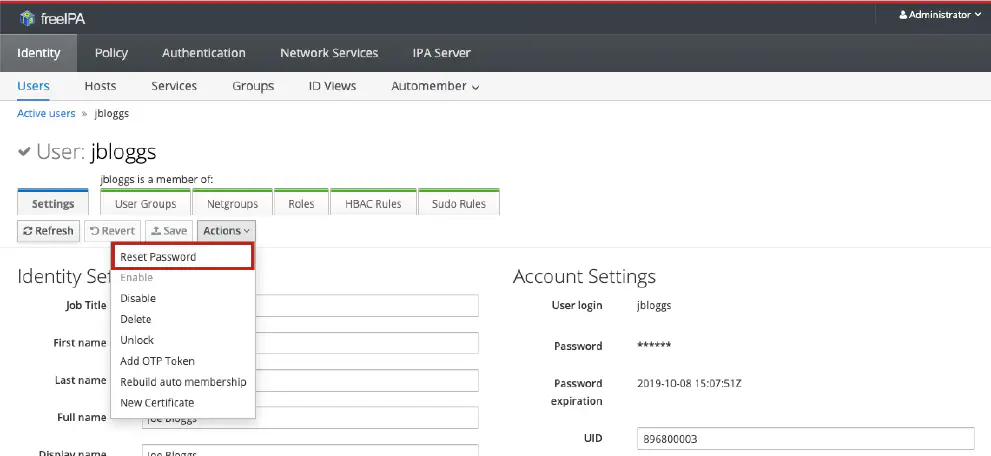 freeIPA
Administrator
Identity Policy Authentication Network Services IPA Server
Users Hosts Services Groups ID Views Automember
Active users » jbloggs
User: jbloggs
jbloggs is a member of:
Settings User Groups Netgroups Roles HBAC Rules Sudo Rules
Refresh Revert Save Actions
Reset Password
Enable
Disable
Delete
Unlock
Add OTP Token
Rebuild auto membership
New Certificate
Identity Se
Job Title
First name
Last name
Full name Joe Bloggs
Display name Joe Bloggs
Account Settings
User login jbloggs
Password ******
Password expiration 2019-10-08 15:07:51Z
UID 896800003